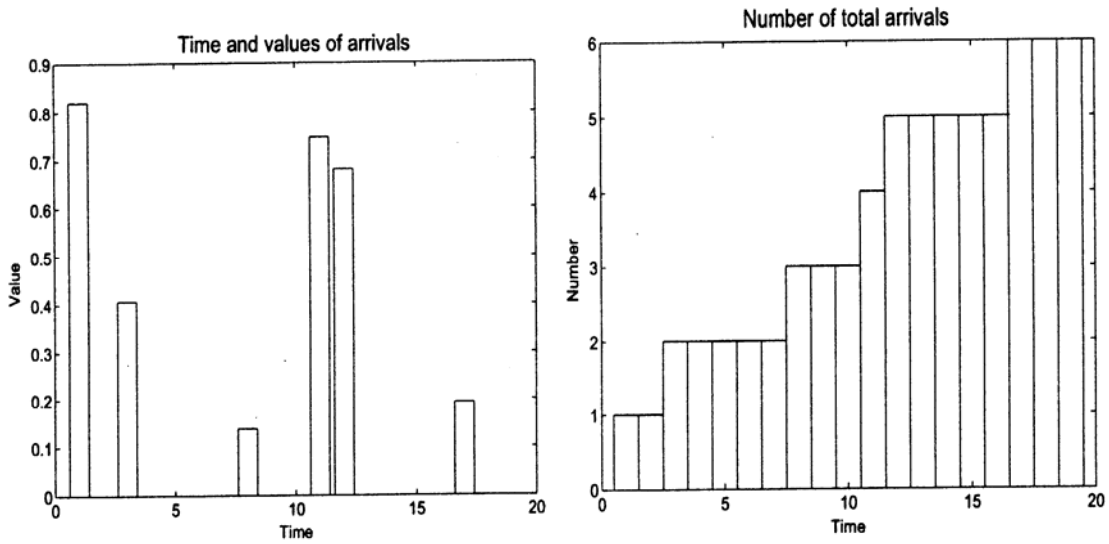 Time and values of arrivals
0.9
0.8
0.7
0.6
0.5
0.4
0.3
0.2
0.1
0
Value
0 5 10 15 20
Time
Number of total arrivals
6
5
4
3
2
1
0
Number
0 5 10 15 20
Time